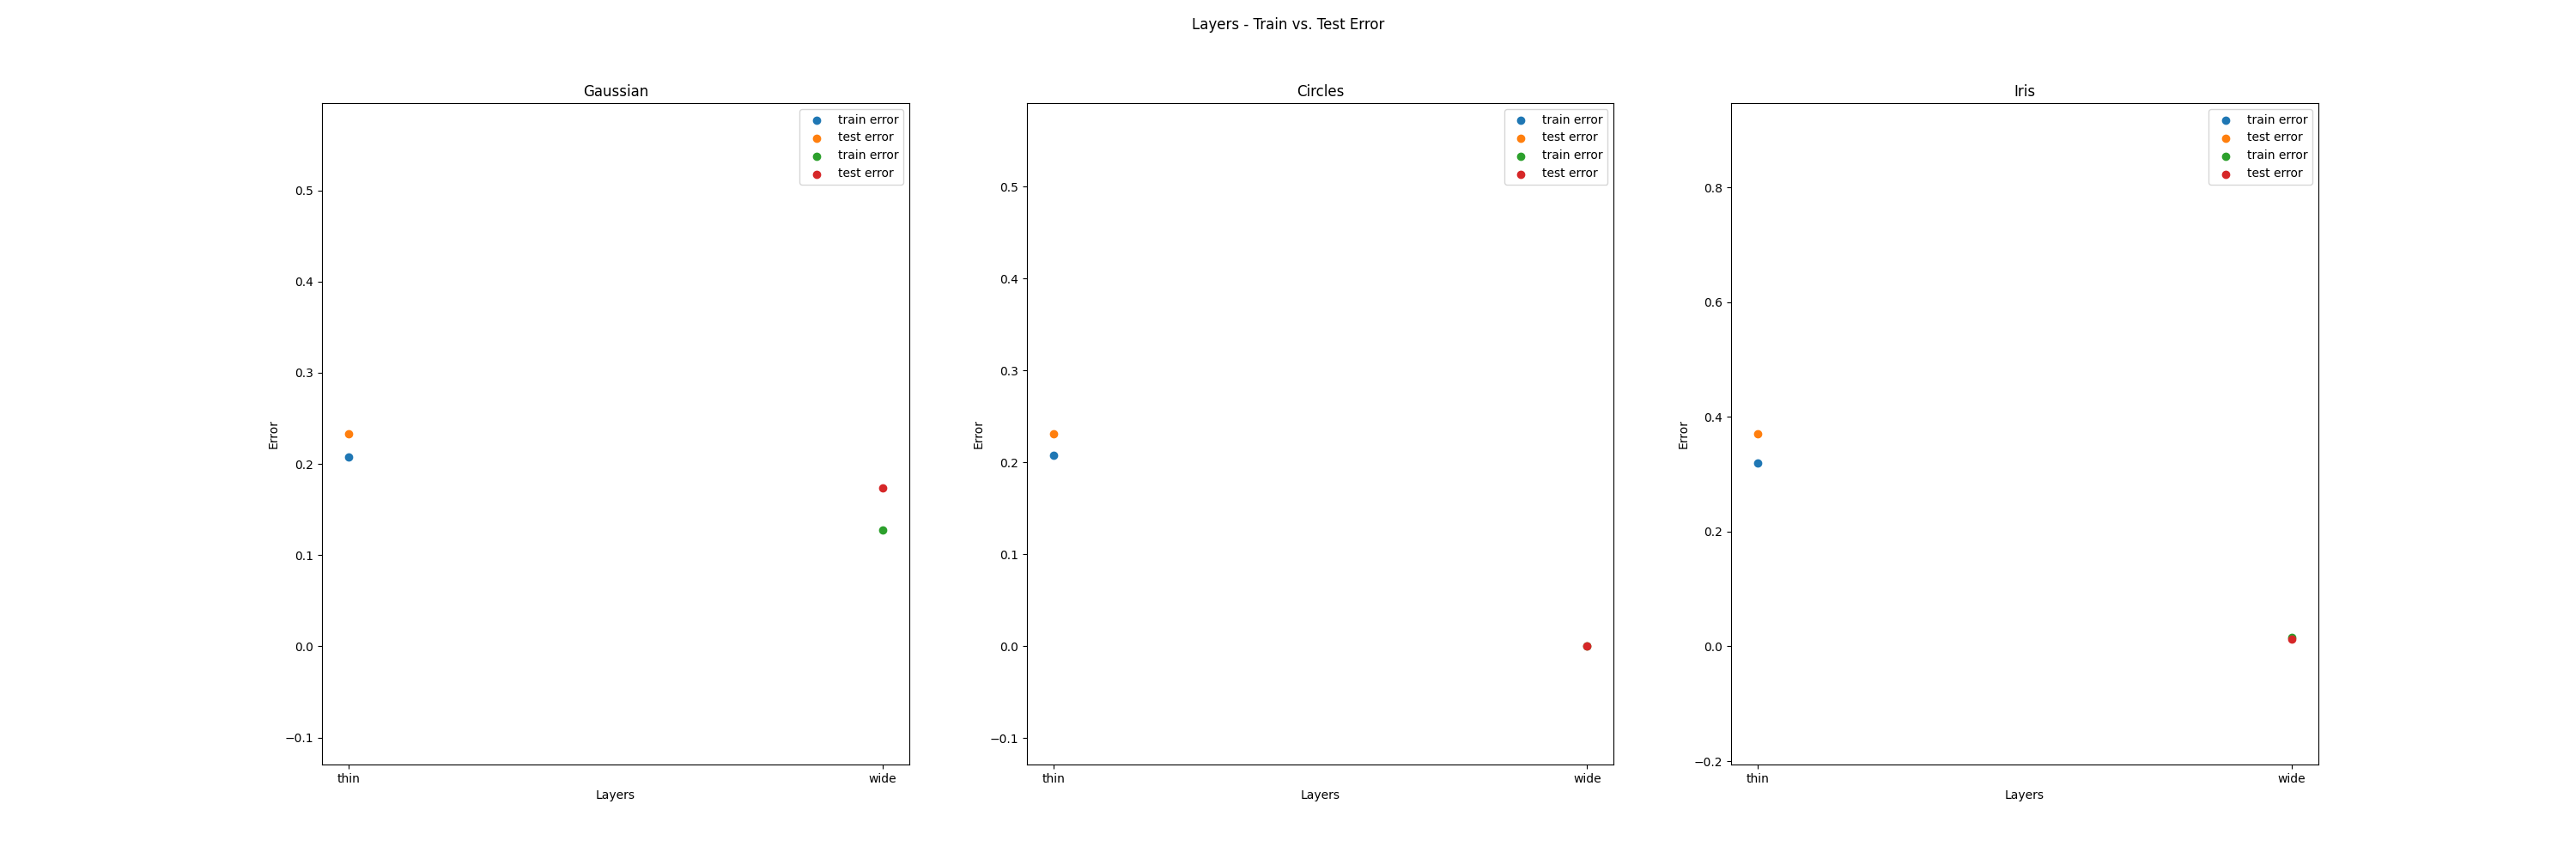 Layers - Train vs. Test Error
Gaussian
train error
test error
train error
test error
0.5
0.4
0.3
0.2
0.1
0.0
−0.1
Error
thin
wide
Layers
Circles
train error
test error
train error
test error
0.5
0.4
0.3
0.2
0.1
0.0
−0.1
Error
thin
wide
Layers
Iris
train error
test error
train error
test error
0.8
0.6
0.4
0.2
0.0
−0.2
Error
thin
wide
Layers